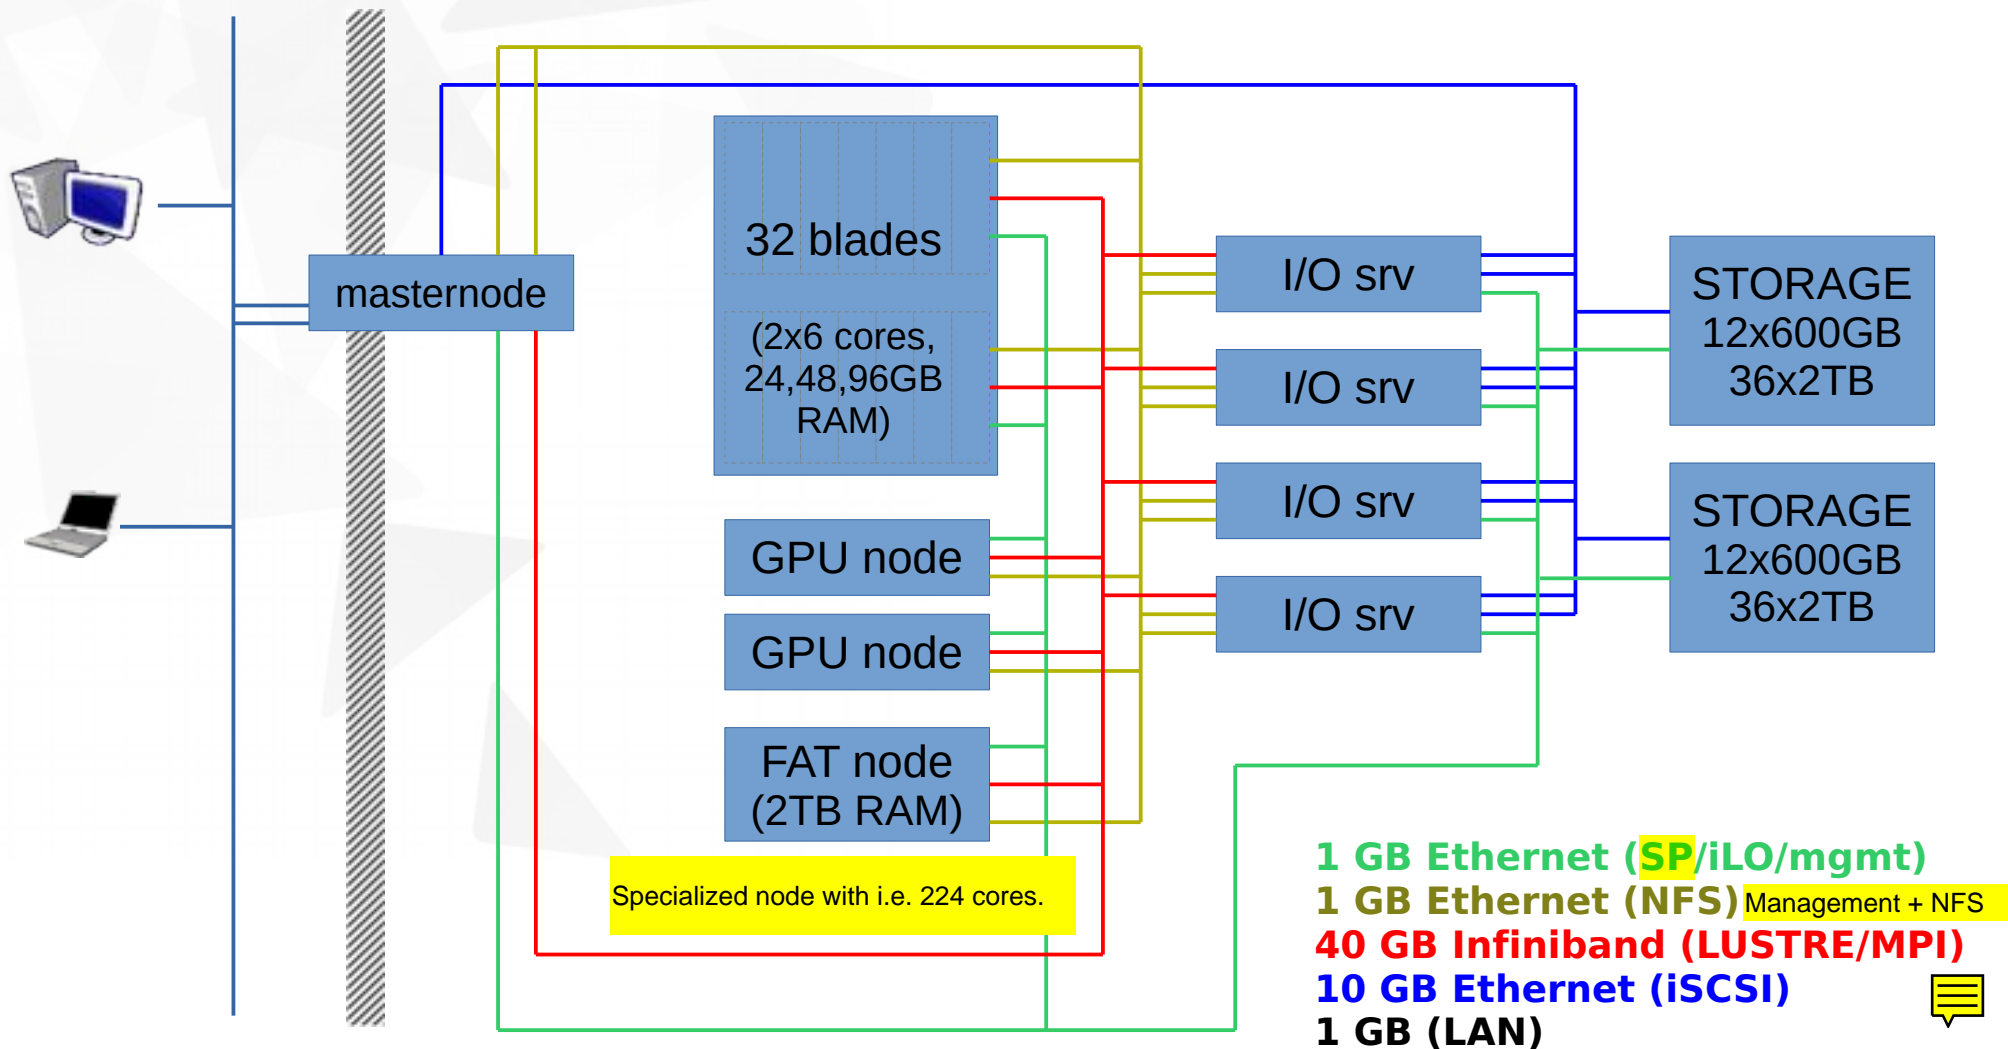 masternode
32 blades
(2x6 cores,
24,48,96GB
RAM)
GPU node
GPU node
FAT node
(2TB RAM)
Specialized node with i.e. 224 cores.
I/O srv
I/O srv
I/O srv
I/O srv
STORAGE
12x600GB
36x2TB
STORAGE
12x600GB
36x2TB
1 GB Ethernet (SP/iLO/mgmt)
1 GB Ethernet (NFS) Management + NFS
40 GB Infiniband (LUSTRE/MPI)
10 GB Ethernet (iSCSI)
1 GB (LAN)